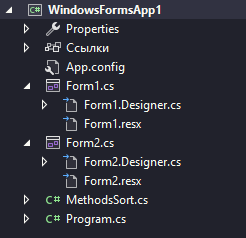 WindowsFormsApp1
Properties
Ссылки
App.config
Form1.cs
Form1.Designer.cs
Form1.resx
Form2.cs
Form2.Designer.cs
Form2.resx
C# MethodsSort.cs
C# Program.cs